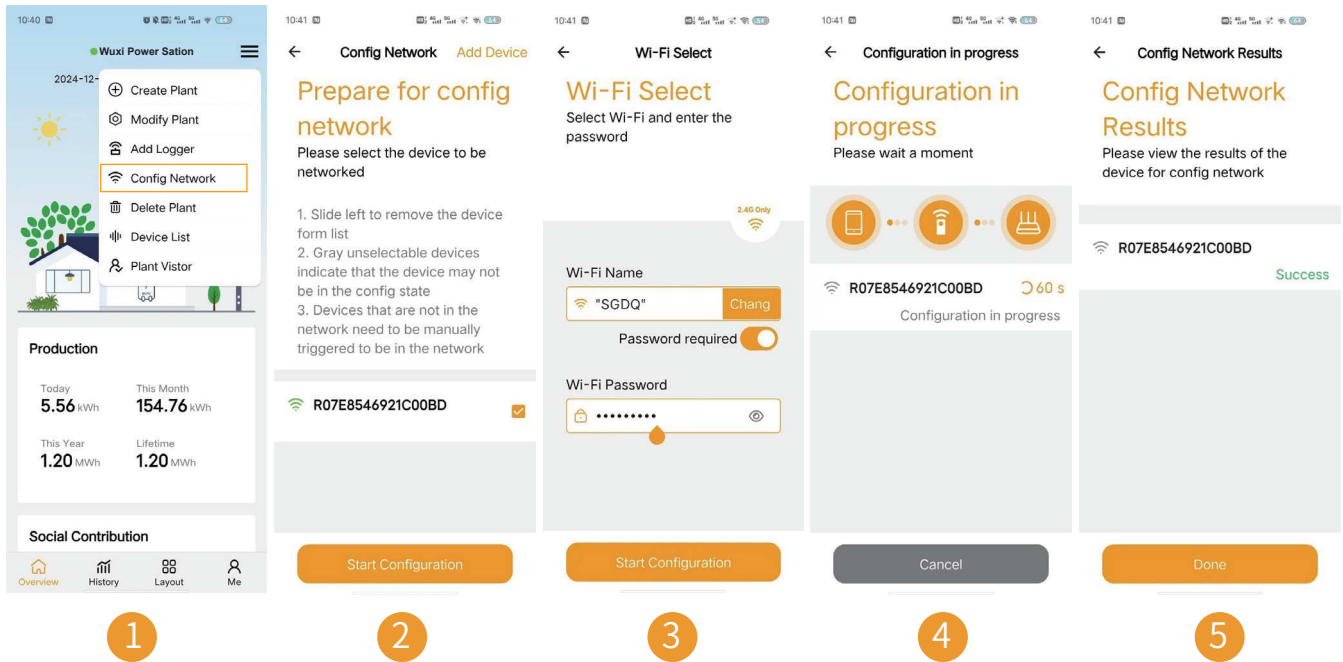 10:40
Wuxi Power Sation
2024-12-
Create Plant
Modify Plant
Add Logger
Config Network
Delete Plant
Device List
Plant Vistor
Production
Today
This Month
5.56 kWh
154.76 kWh
This Year
Lifetime
1.20 MWh
1.20 MWh
Social Contribution
Overview
History
Layout
Me
1
10:41
Config Network
Add Device
Prepare for config
network
Please select the device to be
networked
1. Slide left to remove the device
form list
2. Gray unselectable devices
indicate that the device may not
be in the config state
3. Devices that are not in the
network need to be manually
triggered to be in the network
R07E8546921C00BD
Start Configuration
2
10:41
Wi-Fi Select
Wi-Fi Select
Select Wi-Fi and enter the
password
2.4G Only
Wi-Fi Name
"SGDQ"
Chang
Password required
Wi-Fi Password
•••••••••
Start Configuration
3
10:41
Configuration in progress
Configuration in
progress
Please wait a moment
R07E8546921C00BD
60 s
Configuration in progress
Cancel
4
10:41
Config Network Results
Config Network
Results
Please view the results of the
device for config network
R07E8546921C00BD
Success
Done
5